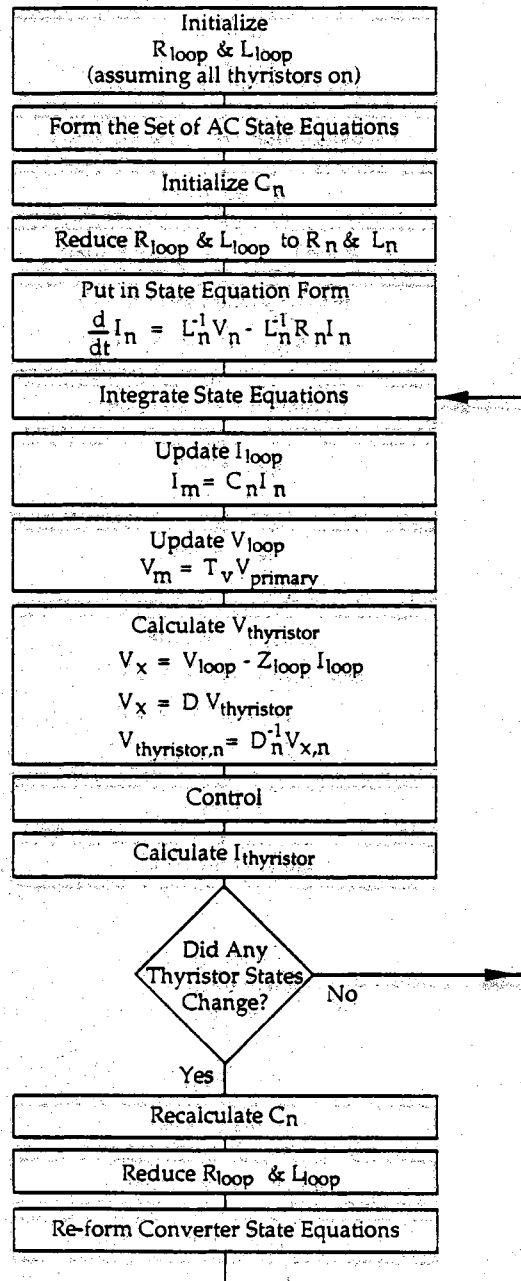 Initialize
R_loop & L_loop
(assuming all thyristors on)
Form the Set of AC State Equations
Initialize C_n
Reduce R_loop & L_loop to R_n & L_n
Put in State Equation Form
d/dt I_n = L_n^-1 V_n - L_n^-1 R_n I_n
Integrate State Equations
Update I_loop
I_m = C_n I_n
Update V_loop
V_m = T_v V_primary
Calculate V_thyristor
V_x = V_loop - Z_loop I_loop
V_x = D V_thyristor
V_thyristor,n = D_n^-1 V_x,n
Control
Calculate I_thyristor
Did Any
Thyristor States
Change?
No
Yes
Recalculate C_n
Reduce R_loop & L_loop
Re-form Converter State Equations